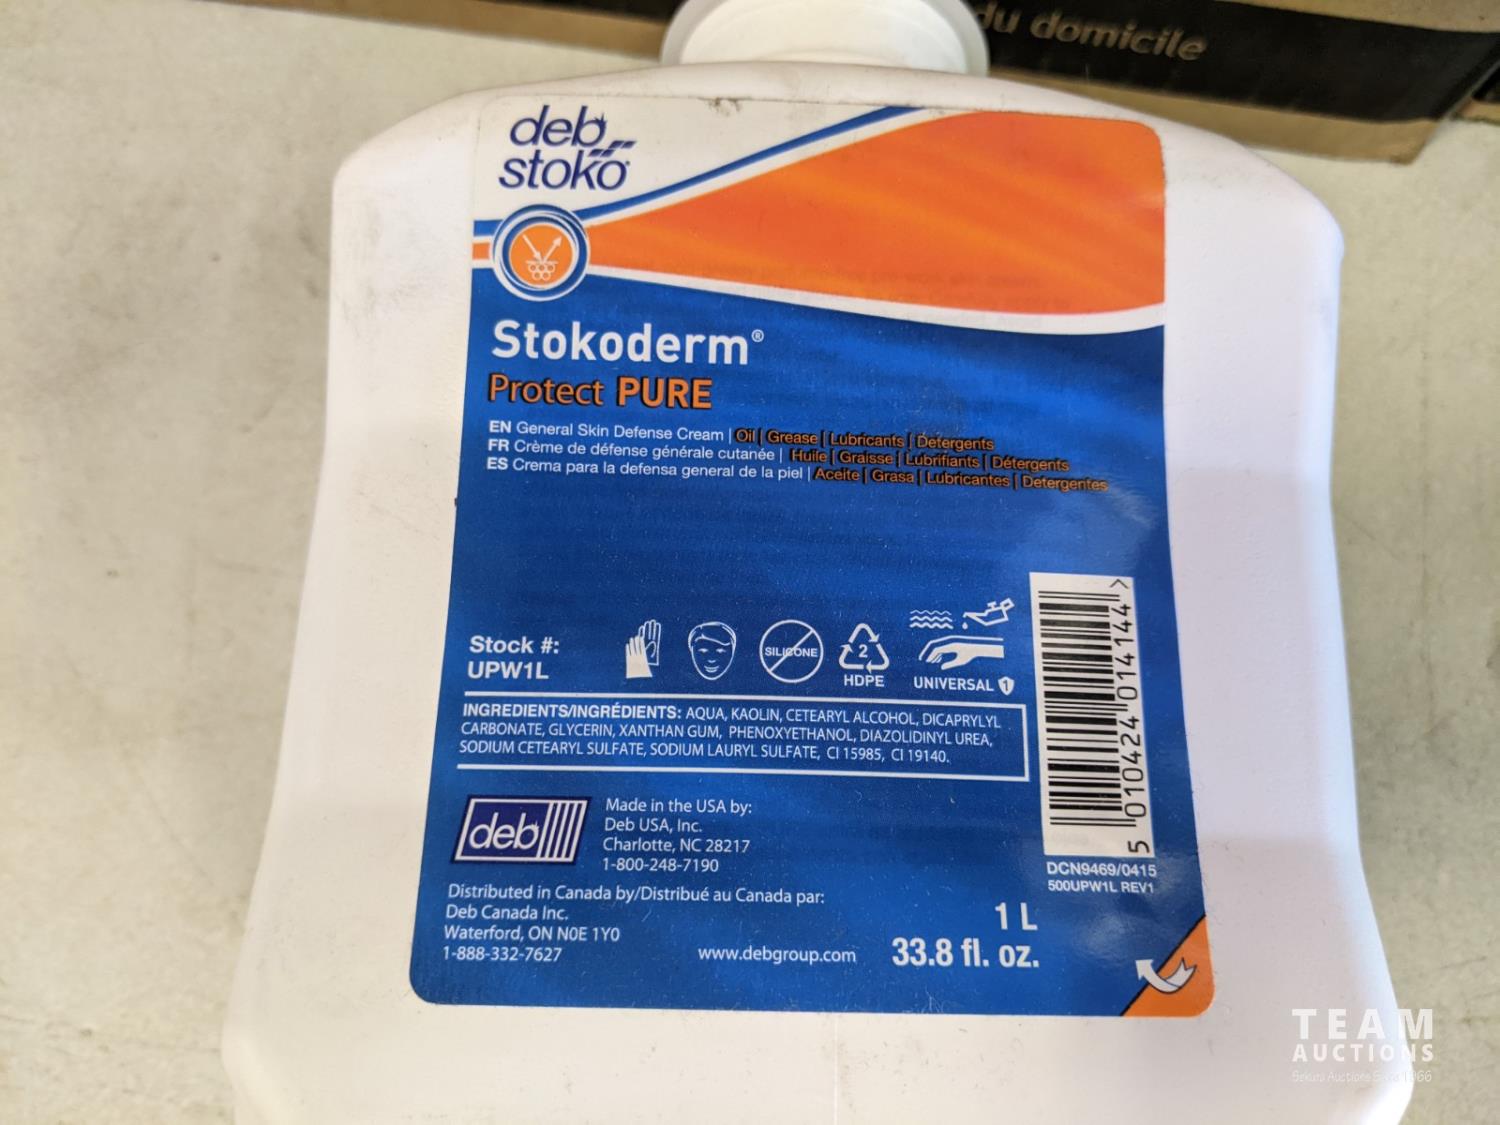 du domicile
deb
stoko
Stokoderm®
Protect PURE
EN General Skin Defense Cream | Oil | Grease | Lubricants | Detergents
FR Crème de défense générale cutanée | Huile | Graisse | Lubrifiants | Détergents
ES Crema para la defensa general de la piel | Aceite | Grasa | Lubricantes | Detergentes
Stock #:
UPW1L
SILICONE
2
HDPE
UNIVERSAL 1
INGREDIENTS/INGRÉDIENTS: AQUA, KAOLIN, CETEARYL ALCOHOL, DICAPRYLYL
CARBONATE, GLYCERIN, XANTHAN GUM, PHENOXYETHANOL, DIAZOLIDINYL UREA,
SODIUM CETEARYL SULFATE, SODIUM LAURYL SULFATE, CI 15985, CI 19140.
5 010424 014144 >
deb
Made in the USA by:
Deb USA, Inc.
Charlotte, NC 28217
1-800-248-7190
DCN9469/0415
500UPW1L REV1
Distributed in Canada by/Distribué au Canada par:
Deb Canada Inc.
Waterford, ON N0E 1Y0
1-888-332-7627
www.debgroup.com
1 L
33.8 fl. oz.
TEAM
AUCTIONS
Sekura Auctions Since 1966